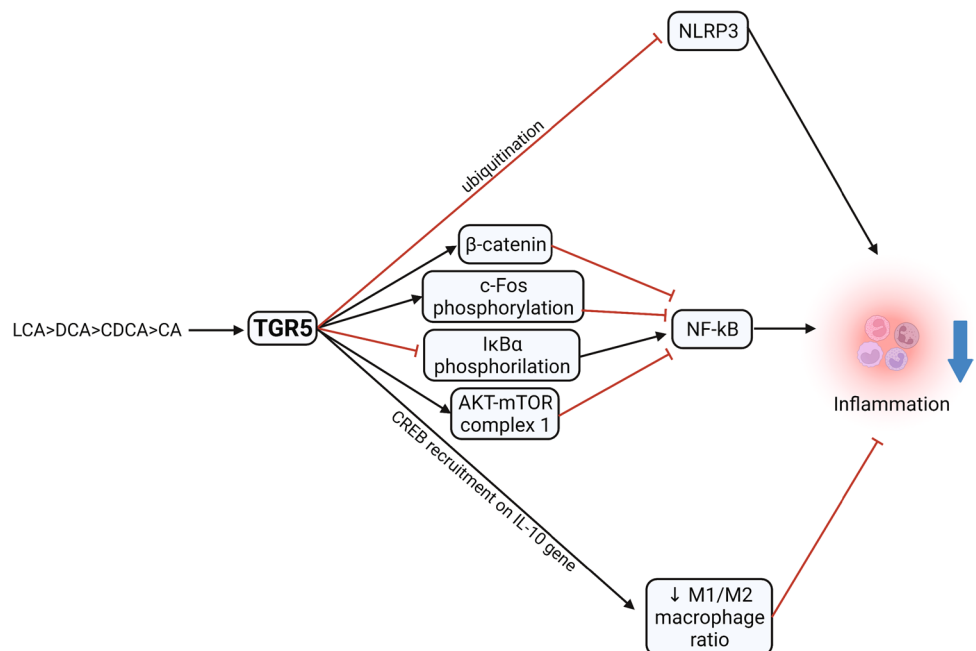 NLRP3
ubiquitination
β-catenin
c-Fos
phosphorylation
LCA>DCA>CDCA>CA
TGR5
NF-kB
IκBα
phosphorilation
AKT-mTOR
complex 1
Inflammation
CREB recruitment on IL-10 gene
↓ M1/M2
macrophage
ratio